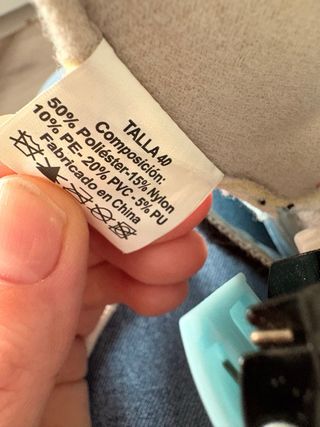 TALLA 40
Composición:
50% Poliéster-15% Nylon
10% PE- 20% PVC -5% PU
Fabricado en China